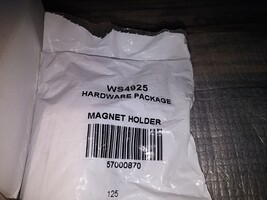 WS4925
HARDWARE PACKAGE
MAGNET HOLDER
57000870
125